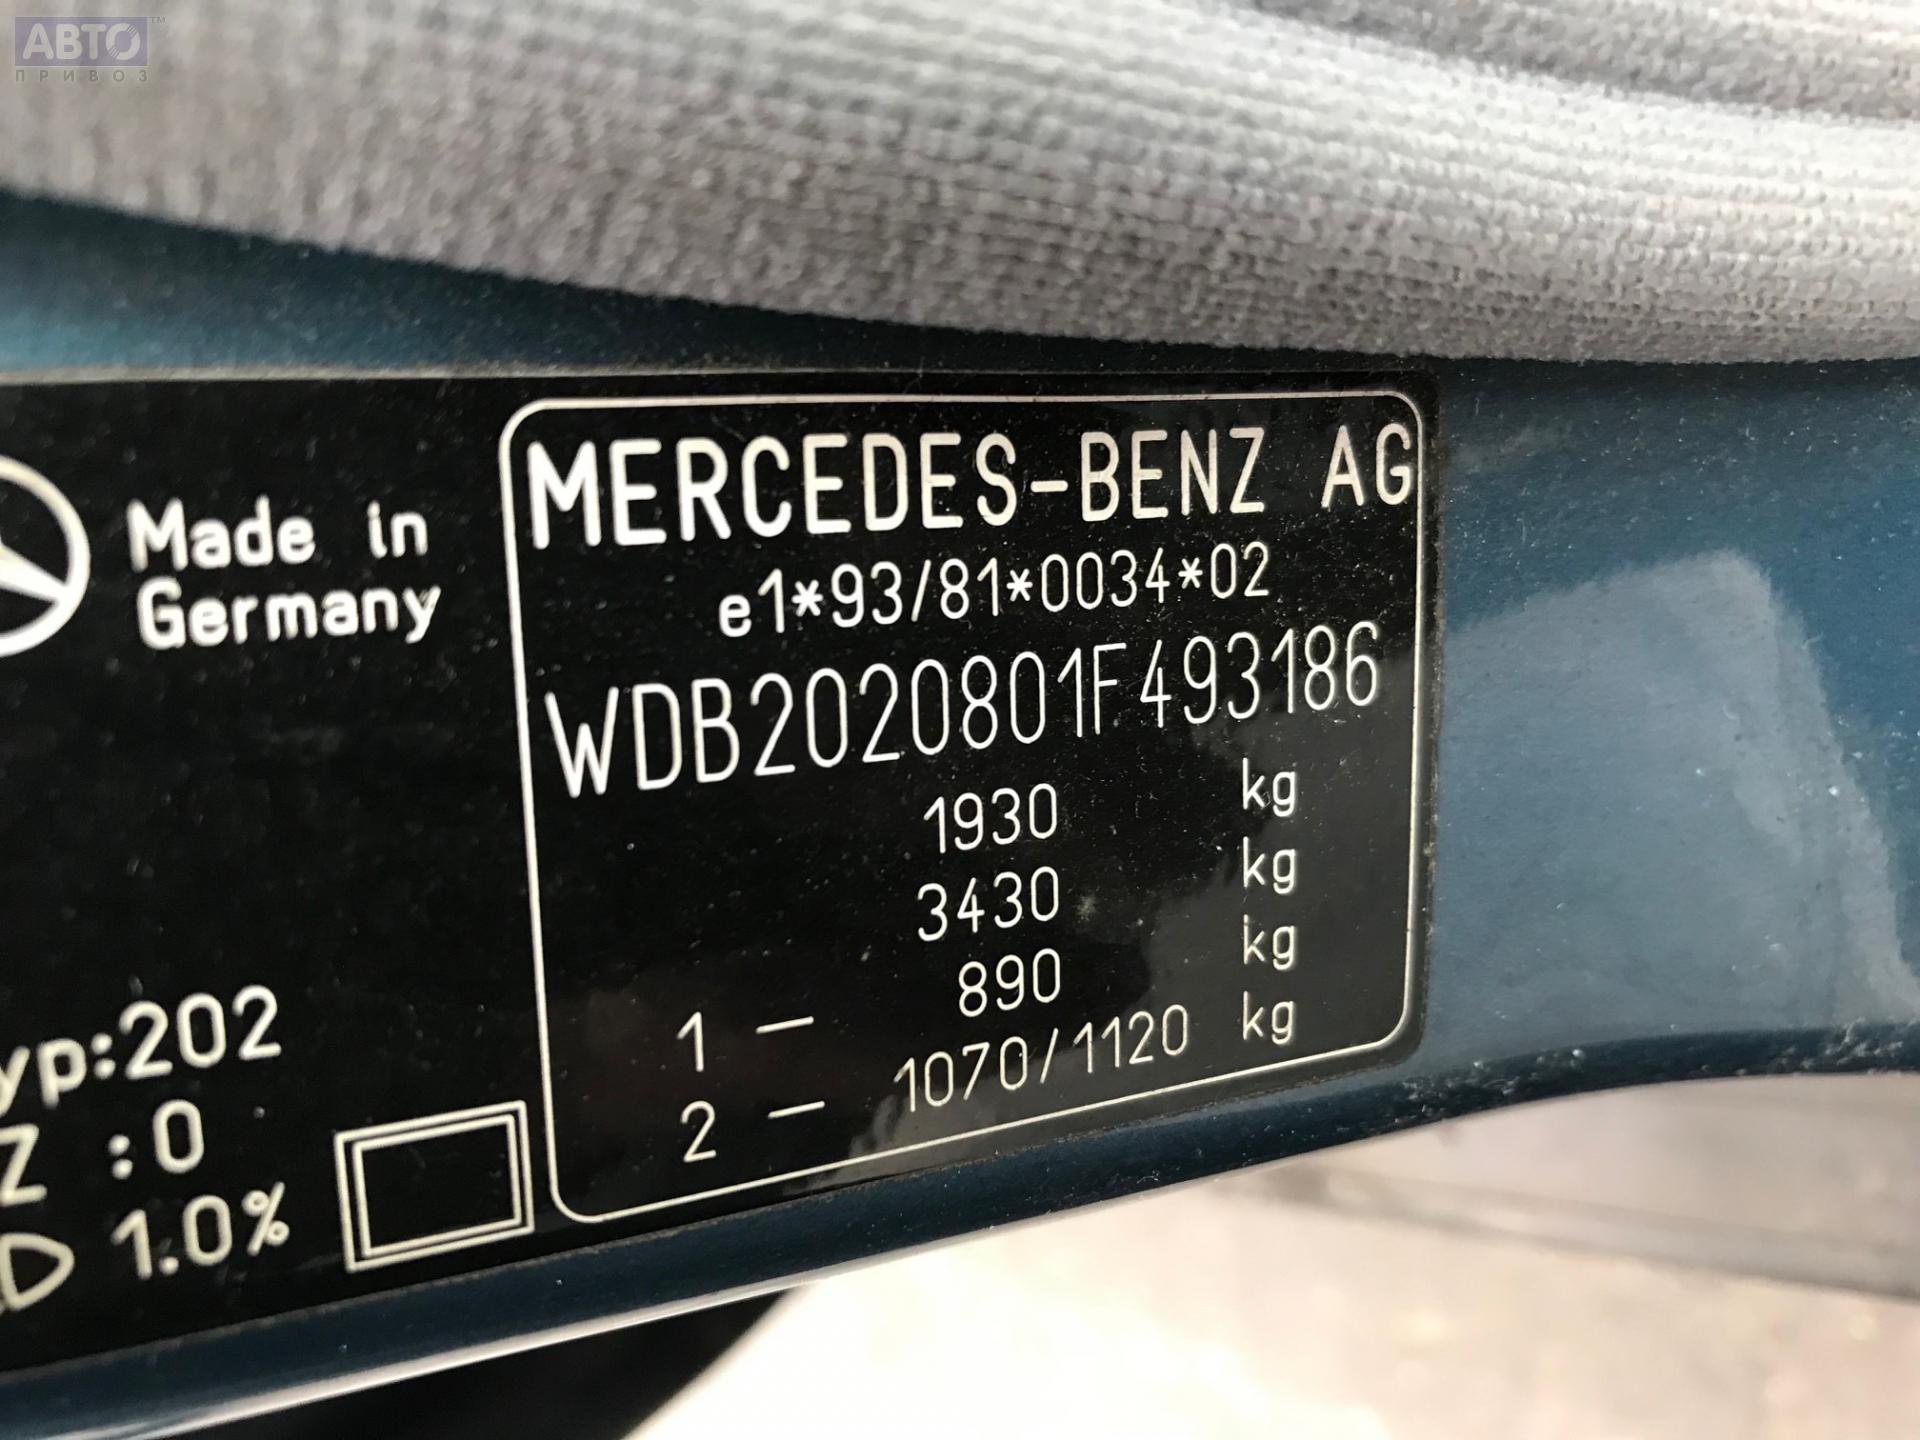 АВТО™
ПРИВОЗ
Made in
Germany
MERCEDES-BENZ AG
e1*93/81*0034*02
WDB2020801F493186
1930 kg
3430 kg
1 – 890 kg
2 – 1070/1120 kg
yp:202
Z :0
D 1.0%